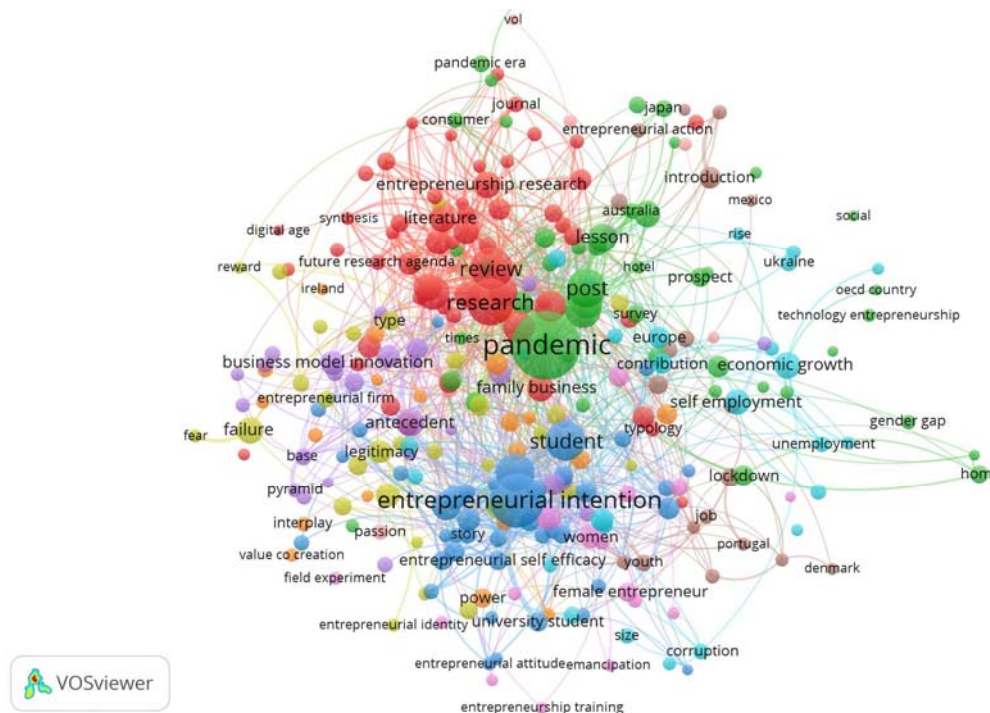 vol
pandemic era
journal
consumer
japan
entrepreneurial action
entrepreneurship research
introduction
mexico
synthesis
literature
australia
social
digital age
lesson
rise
future research agenda
reward
review
hotel
ukraine
prospect
ireland
post
oecd country
research
type
survey
technology entrepreneurship
times
pandemic
europe
business model innovation
contribution
economic growth
family business
entrepreneurial firm
self employment
antecedent
gender gap
failure
typology
fear
student
legitimacy
unemployment
base
lockdown
hom
pyramid
entrepreneurial intention
interplay
job
passion
story
women
portugal
value co creation
entrepreneurial self efficacy
youth
denmark
field experiment
power
female entrepreneur
entrepreneurial identity
university student
size
corruption
entrepreneurial attitude
emancipation
entrepreneurship training
VOSviewer